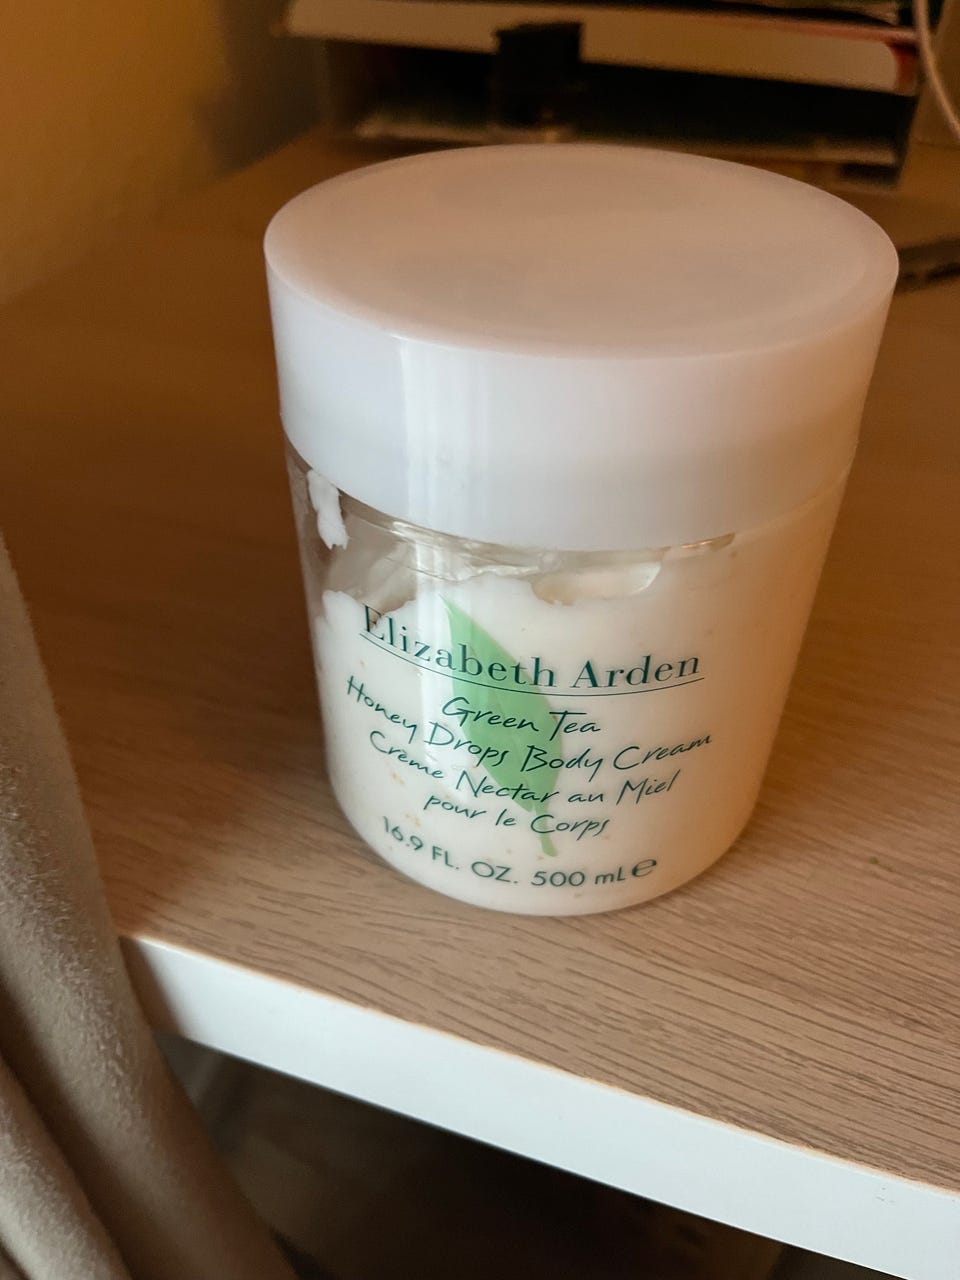 Elizabeth Arden
Green Tea
Honey Drops Body Cream
Crème Nectar au Miel
pour le Corps
16.9 FL. OZ. 500 mL ℮